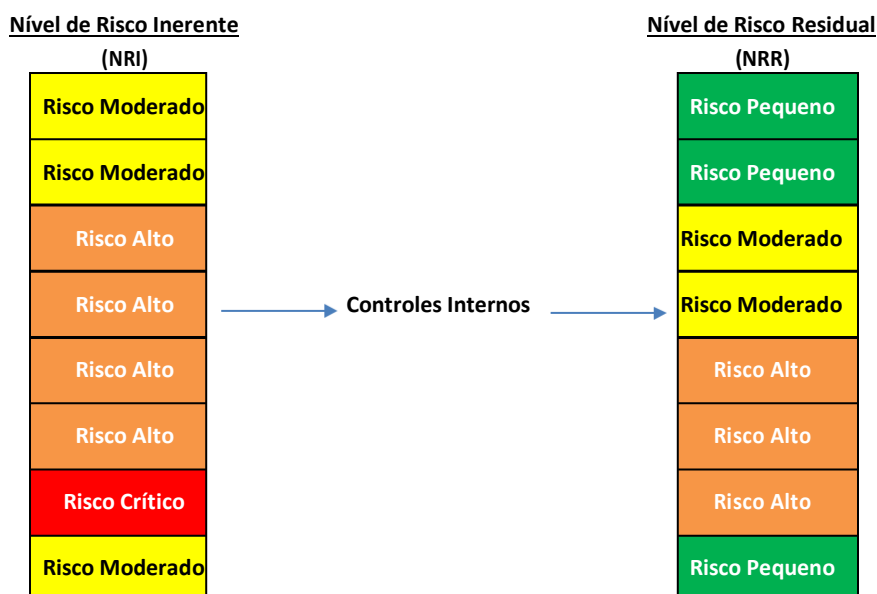 Nível de Risco Inerente
(NRI)
Risco Moderado
Risco Moderado
Risco Alto
Risco Alto
Risco Alto
Risco Alto
Risco Crítico
Risco Moderado
Controles Internos
Nível de Risco Residual
(NRR)
Risco Pequeno
Risco Pequeno
Risco Moderado
Risco Moderado
Risco Alto
Risco Alto
Risco Alto
Risco Pequeno